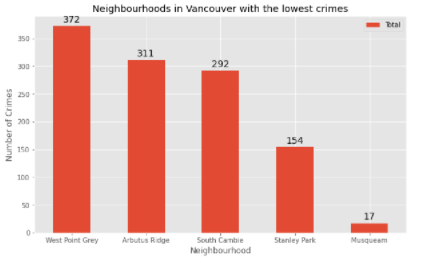 Neighbourhoods in Vancouver with the lowest crimes
Total
372
311
292
154
17
Number of Crimes
350
300
250
200
150
100
50
0
West Point Grey
Arbutus Ridge
South Cambie
Stanley Park
Musqueam
Neighbourhood